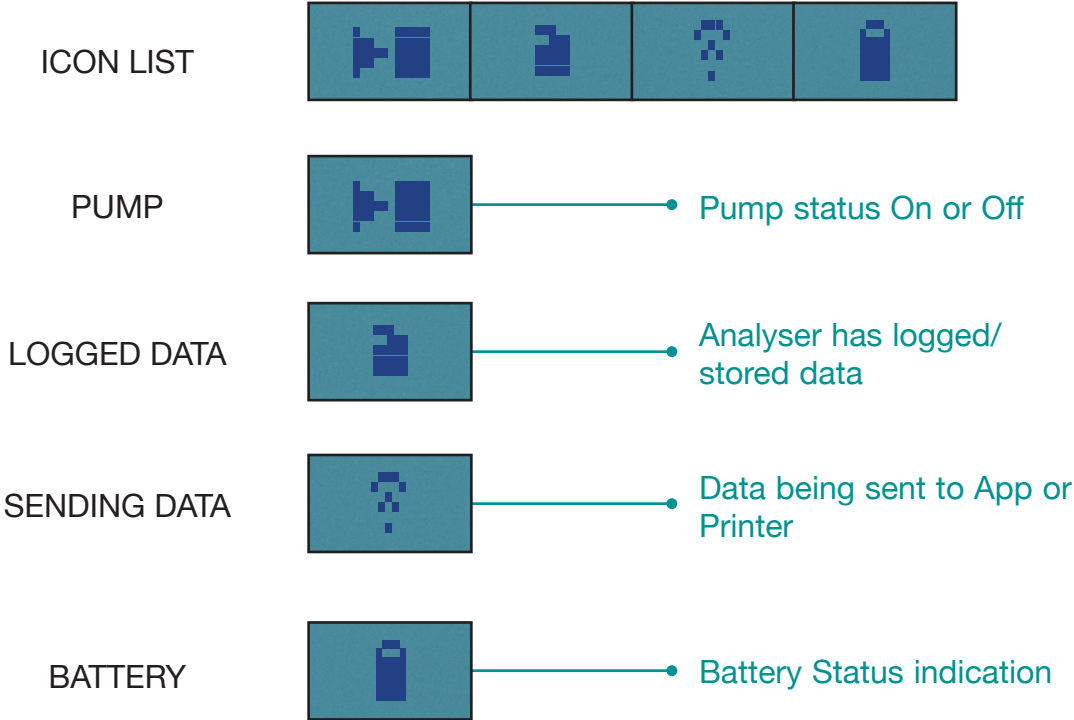 ICON LIST
PUMP
Pump status On or Off
LOGGED DATA
Analyser has logged/
stored data
SENDING DATA
Data being sent to App or
Printer
BATTERY
Battery Status indication